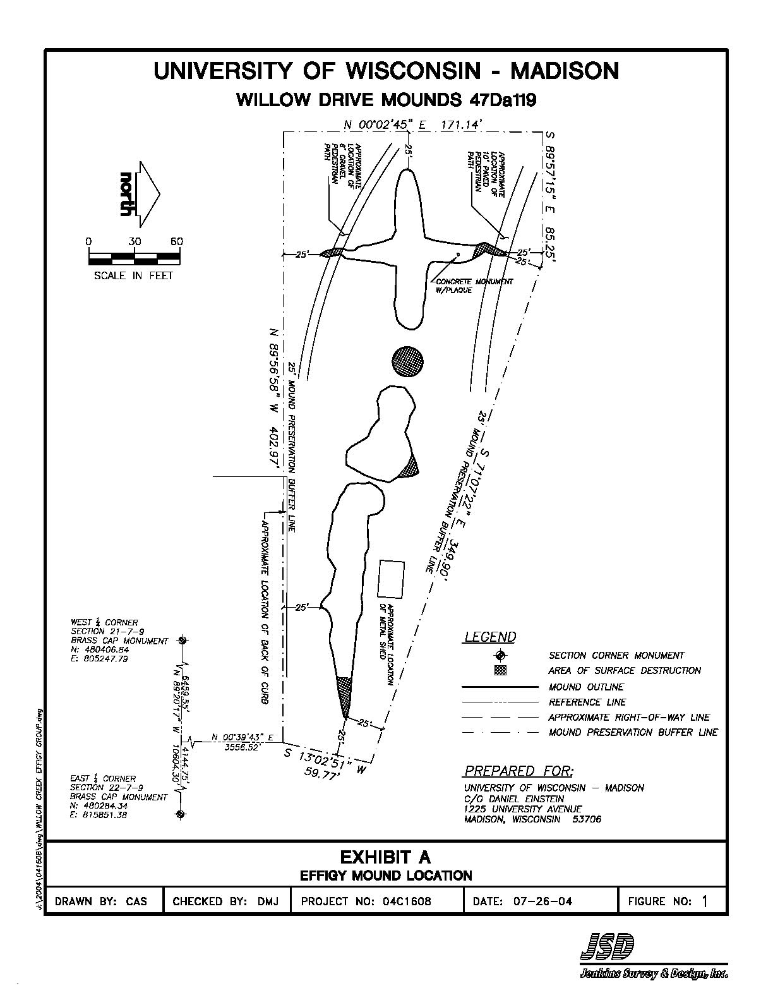 UNIVERSITY OF WISCONSIN - MADISON
WILLOW DRIVE MOUNDS 47Da119
N 00°02'45" E 171.14'
S 89°57'15" E 85.25'
25'
APPROXIMATE
LOCATION OF
8' GRAVEL
PEDESTRIAN
PATH
APPROXIMATE
LOCATION OF
10' PAVED
PEDESTRIAN
PATH
north
0 30 60
SCALE IN FEET
25'
25'
25'
CONCRETE MONUMENT
W/PLAQUE
N 89°56'58" W 402.97'
25' MOUND PRESERVATION BUFFER LINE
25' MOUND PRESERVATION BUFFER LINE
S 71°07'22" E 349.90'
APPROXIMATE LOCATION OF BACK OF CURB
25'
APPROXIMATE LOCATION
OF METAL SHED
25'
25'
WEST ¼ CORNER
SECTION 21-7-9
BRASS CAP MONUMENT
N: 480406.84
E: 805247.79
6459.55'
N 89°20'17" W 10604.30'
4144.75'
N 00°39'43" E
3556.52'
S 13°02'51" W
59.77'
EAST ¼ CORNER
SECTION 22-7-9
BRASS CAP MONUMENT
N: 480284.34
E: 815851.38
LEGEND
SECTION CORNER MONUMENT
AREA OF SURFACE DESTRUCTION
MOUND OUTLINE
REFERENCE LINE
APPROXIMATE RIGHT-OF-WAY LINE
MOUND PRESERVATION BUFFER LINE
PREPARED FOR:
UNIVERSITY OF WISCONSIN - MADISON
C/O DANIEL EINSTEIN
1225 UNIVERSITY AVENUE
MADISON, WISCONSIN 53706
J:\2004\041608\dwg\WILLOW CREEK EFFIGY GROUP.dwg
EXHIBIT A
EFFIGY MOUND LOCATION
DRAWN BY: CAS
CHECKED BY: DMJ
PROJECT NO: 04C1608
DATE: 07-26-04
FIGURE NO: 1
JSD
Jenkins Survey & Design, Inc.